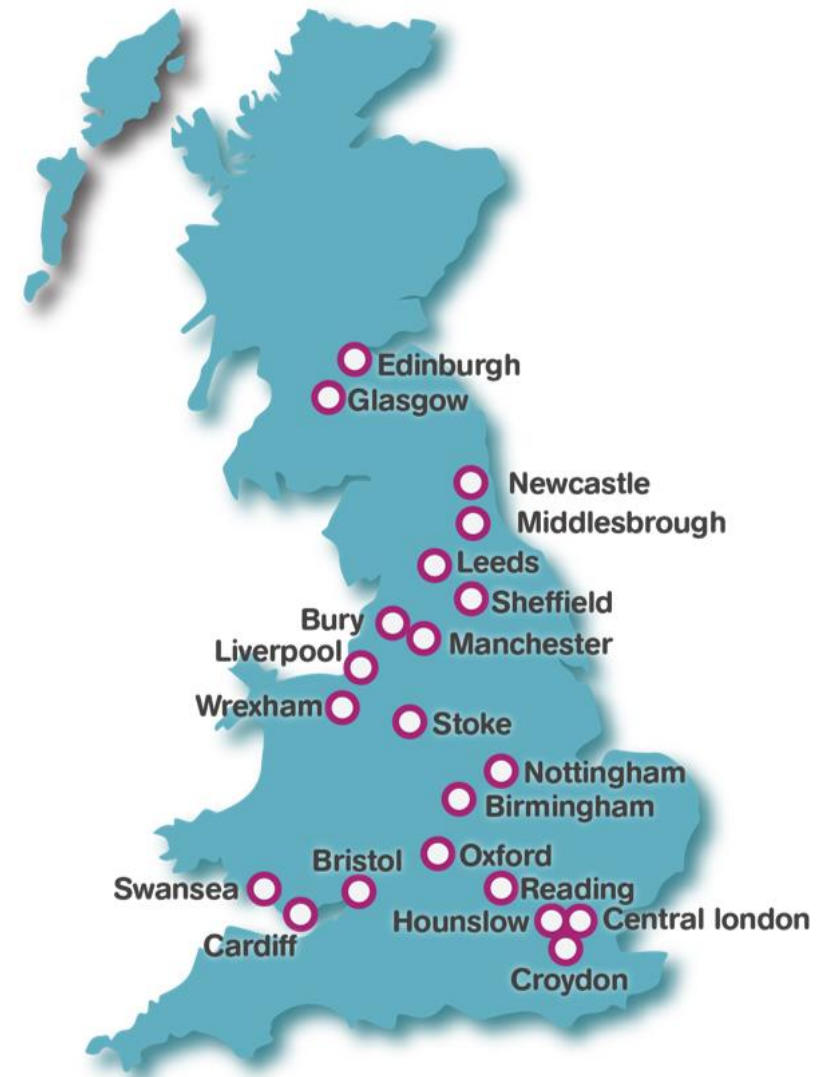 Edinburgh
Glasgow
Newcastle
Middlesbrough
Leeds
Sheffield
Bury
Manchester
Liverpool
Wrexham
Stoke
Nottingham
Birmingham
Oxford
Bristol
Swansea
Reading
Hounslow
Central london
Cardiff
Croydon